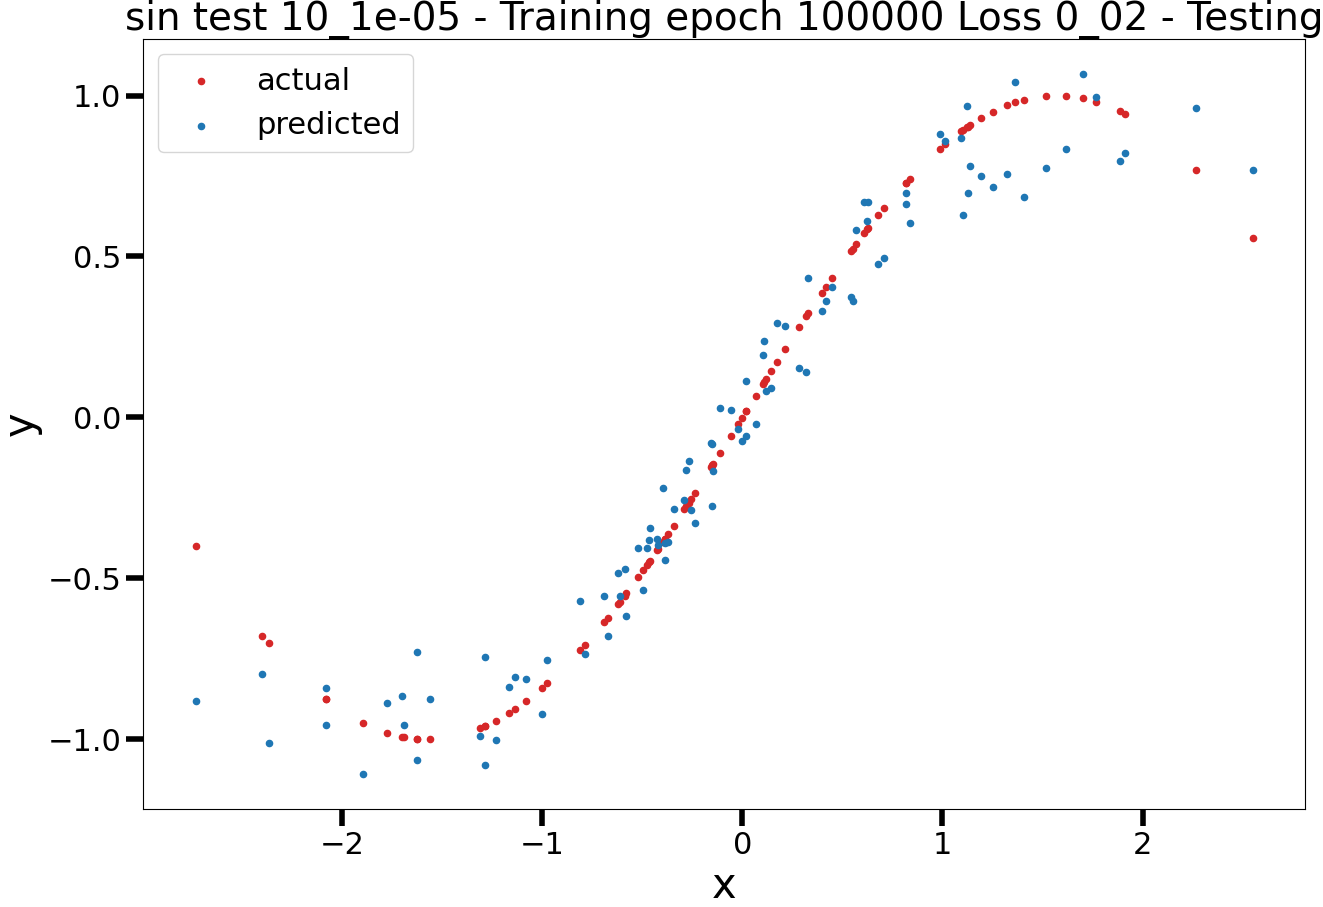 sin test 10_1e-05 - Training epoch 100000 Loss 0_02 - Testing
actual
predicted
1.0
0.5
0.0
−0.5
−1.0
y
−2
−1
0
1
2
x